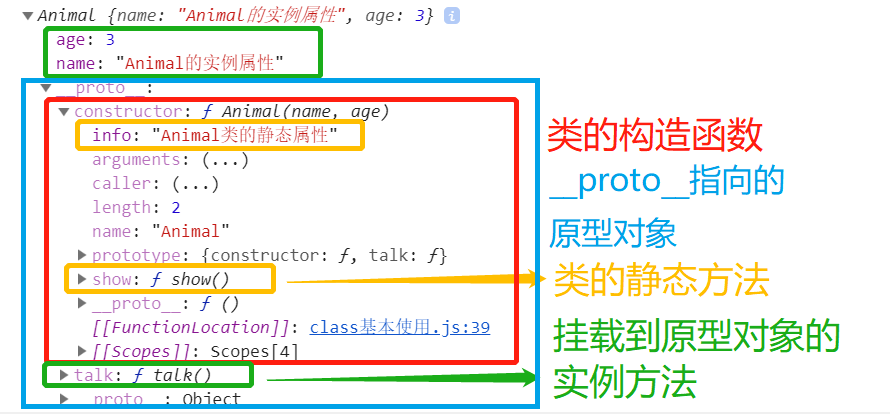 ▼Animal {name: "Animal的实例属性", age: 3} i
age: 3
name: "Animal的实例属性"
▼__proto__:
▼constructor: ƒ Animal(name, age)
info: "Animal类的静态属性"
arguments: (...)
caller: (...)
length: 2
name: "Animal"
▶prototype: {constructor: ƒ, talk: ƒ}
▶show: ƒ show()
▶__proto__: ƒ ()
[[FunctionLocation]]: class基本使用.js:39
▶[[Scopes]]: Scopes[4]
▶talk: ƒ talk()
__proto__: Object
类的构造函数
__proto__指向的
原型对象
类的静态方法
挂载到原型对象的
实例方法